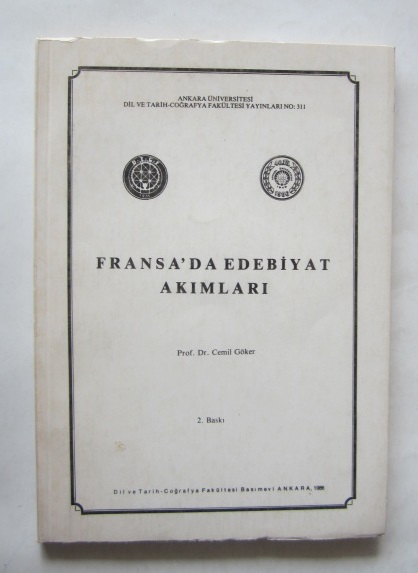 ANKARA ÜNİVERSİTESİ
DİL VE TARİH-COĞRAFYA FAKÜLTESİ YAYINLARI NO: 311
FRANSA'DA EDEBİYAT
AKIMLARI
Prof. Dr. Cemil Göker
2. Baskı
Dil ve Tarih-Coğrafya Fakültesi Basımevi ANKARA, 1986